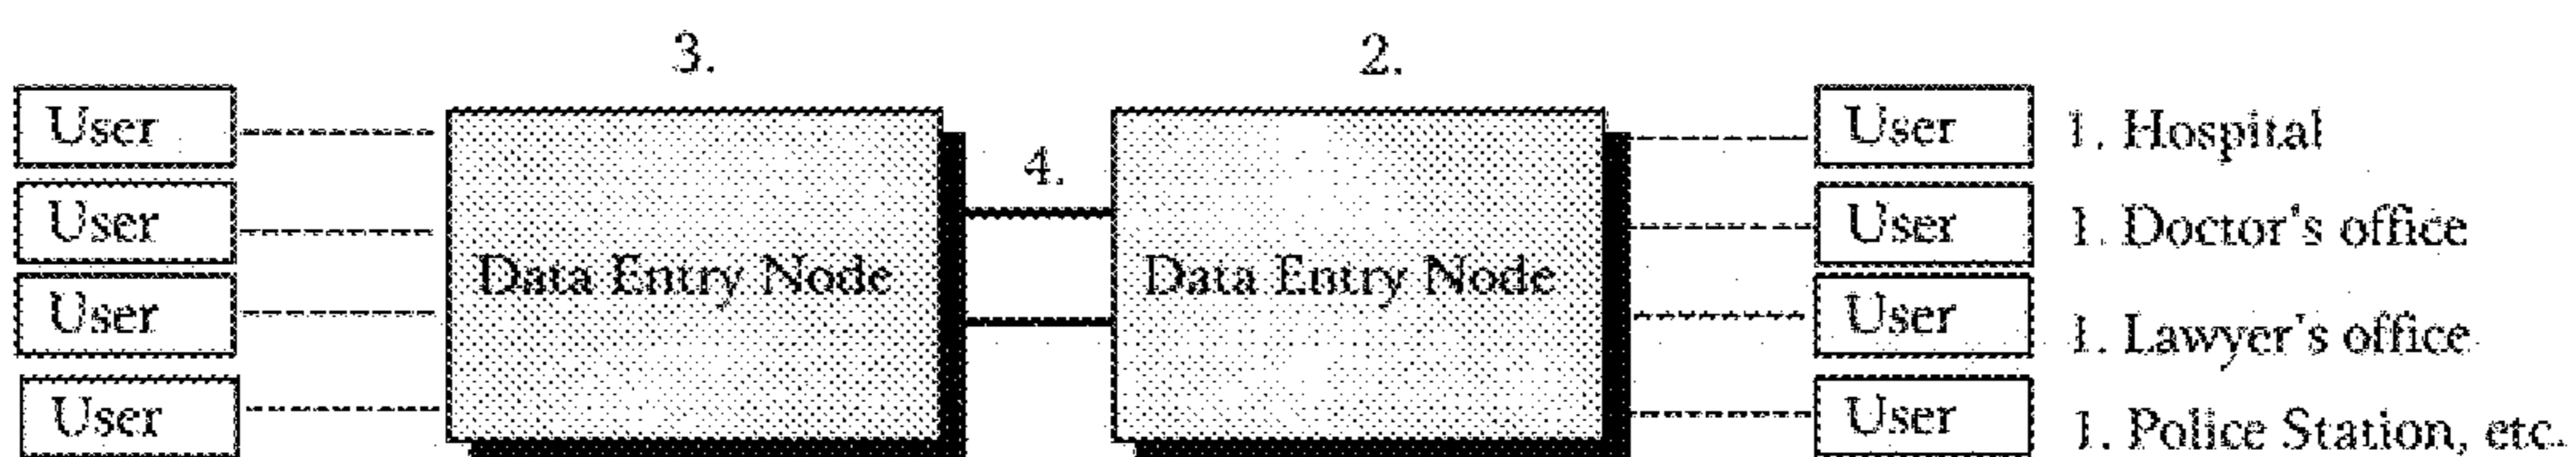 3. 2.
User User 1. Hospital
4.
User User 1. Doctor's office
Data Entry Node Data Entry Node
User User 1. Lawyer's office
User User 1. Police Station, etc.